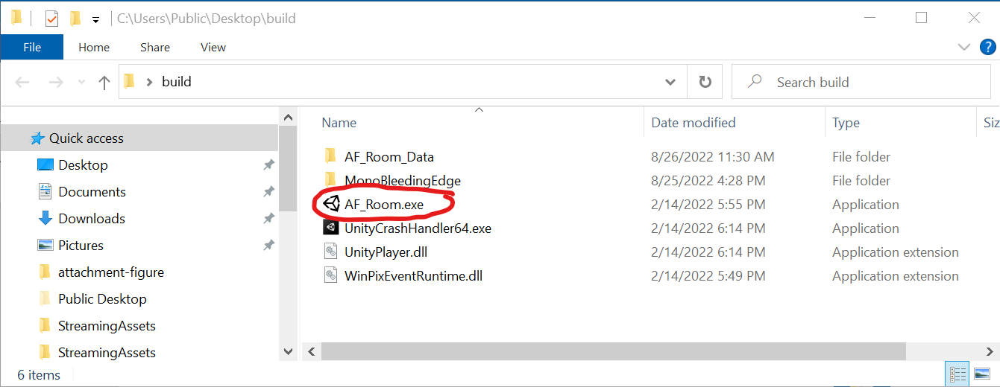 C:\Users\Public\Desktop\build
File Home Share View
build
Search build
Name Date modified Type Siz
Quick access
Desktop
Documents
Downloads
Pictures
attachment-figure
Public Desktop
StreamingAssets
StreamingAssets
AF_Room_Data 8/26/2022 11:30 AM File folder
MonoBleedingEdge 8/25/2022 4:28 PM File folder
AF_Room.exe 2/14/2022 5:55 PM Application
UnityCrashHandler64.exe 2/14/2022 6:14 PM Application
UnityPlayer.dll 2/14/2022 6:14 PM Application extension
WinPixEventRuntime.dll 2/14/2022 5:49 PM Application extension
6 items